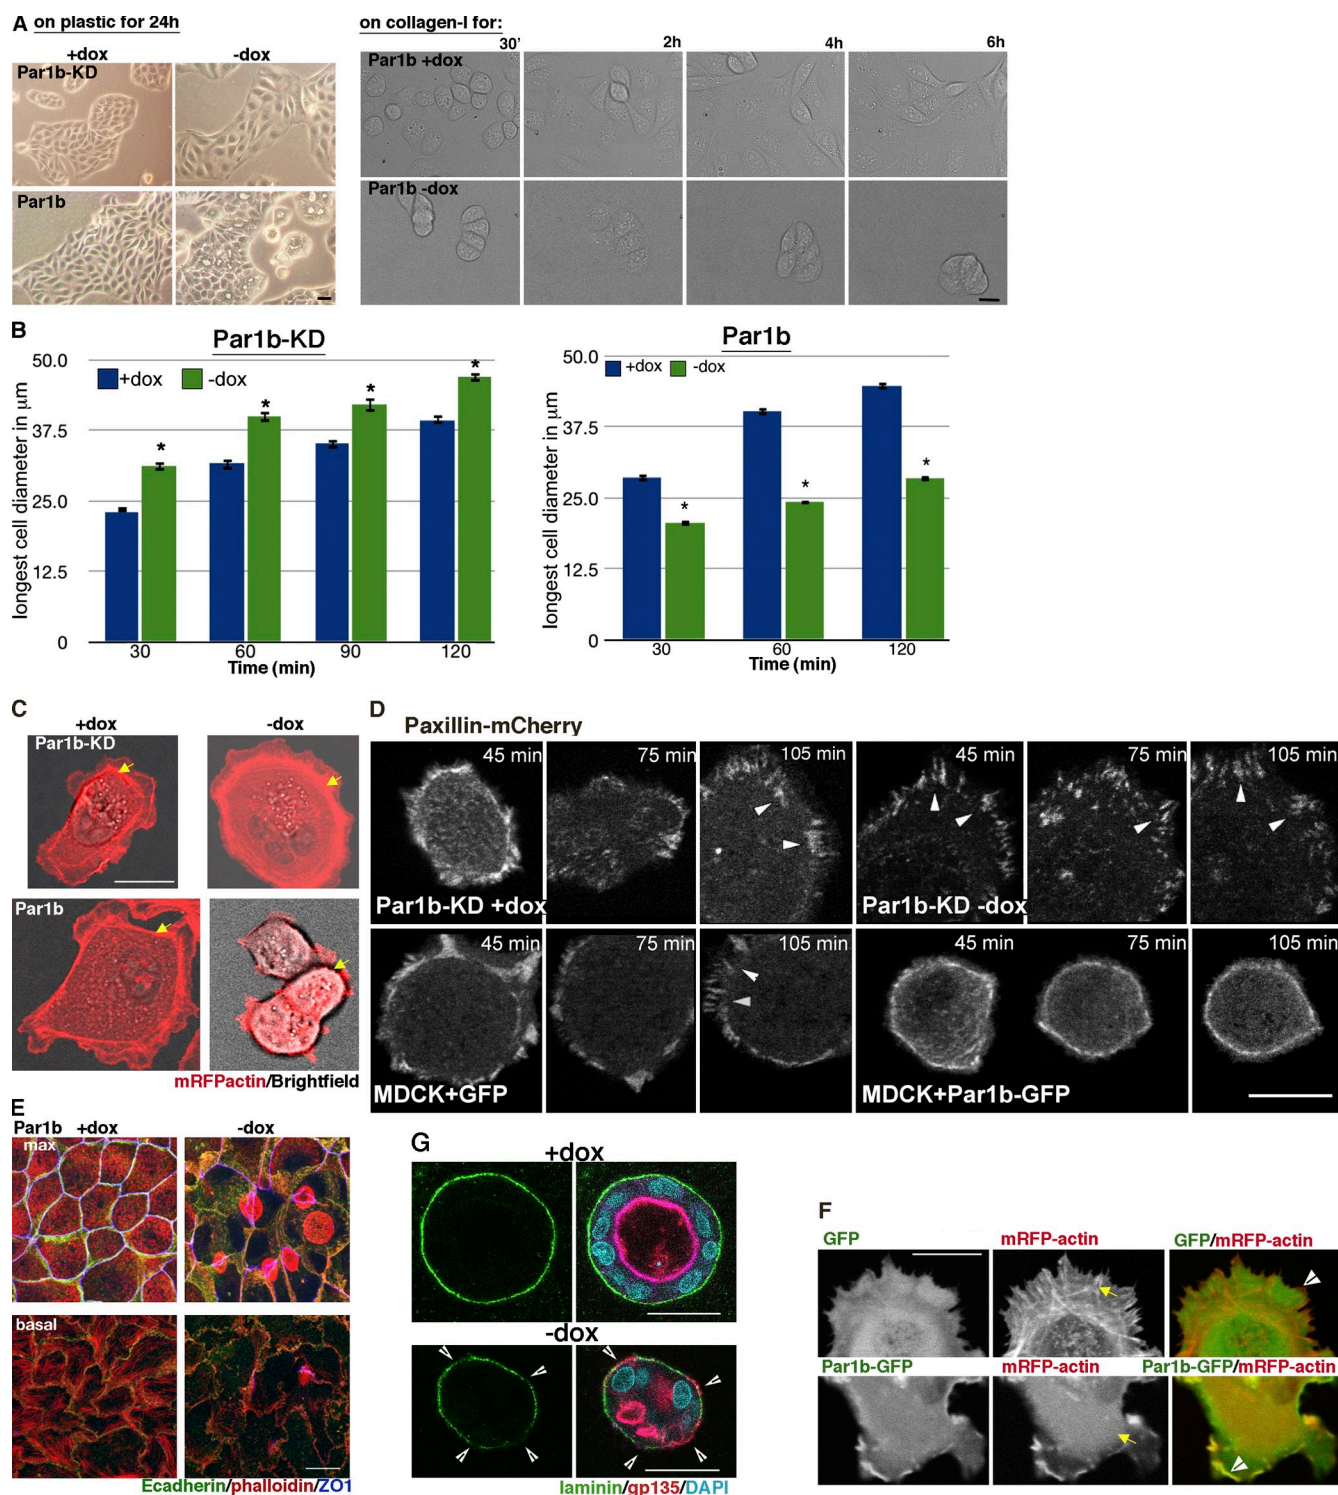 A on plastic for 24h
+dox -dox
Par1b-KD
Par1b
on collagen-I for:
30' 2h 4h 6h
Par1b +dox
Par1b -dox
B
Par1b-KD
+dox -dox
longest cell diameter in μm
50.0
37.5
25.0
12.5
0
* * * *
30 60 90 120
Time (min)
Par1b
+dox -dox
longest cell diameter in μm
50.0
37.5
25.0
12.5
0
* * *
30 60 120
Time (min)
C
+dox -dox
Par1b-KD
Par1b
mRFPactin/Brightfield
D Paxillin-mCherry
45 min 75 min 105 min 45 min 75 min 105 min
Par1b-KD +dox Par1b-KD -dox
45 min 75 min 105 min 45 min 75 min 105 min
MDCK+GFP MDCK+Par1b-GFP
E
Par1b +dox -dox
max
basal
Ecadherin/phalloidin/ZO1
G
+dox
-dox
laminin/gp135/DAPI
F
GFP mRFP-actin GFP/mRFP-actin
Par1b-GFP mRFP-actin Par1b-GFP/mRFP-actin